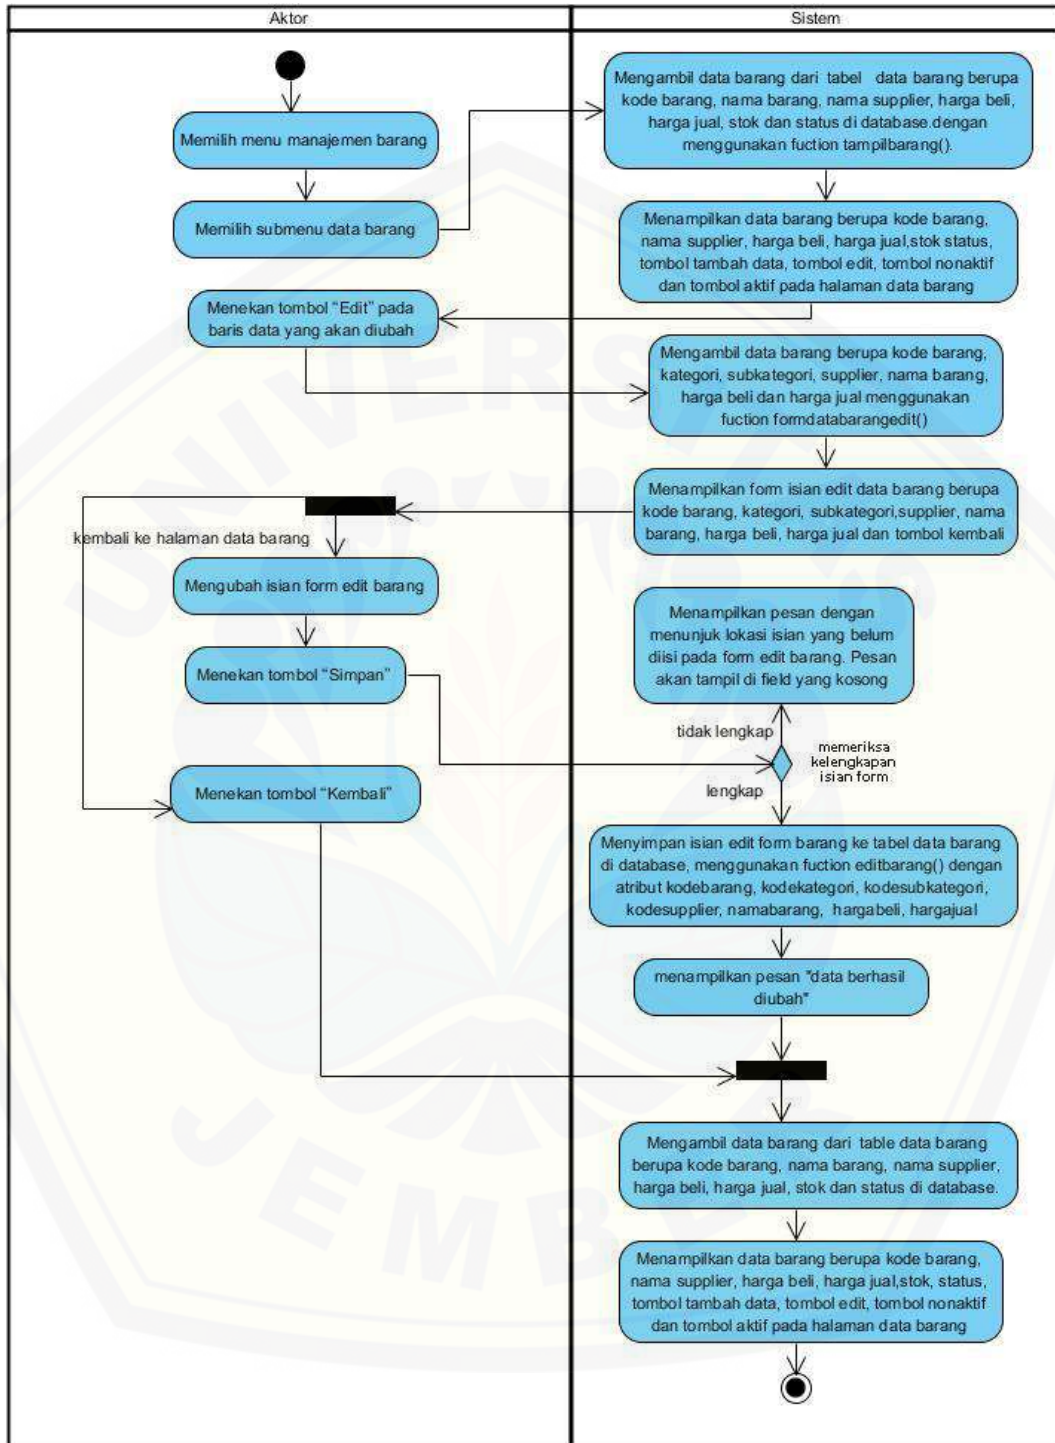 Aktor
Sistem
Memilih menu manajemen barang
Memilih submenu data barang
Mengambil data barang dari tabel data barang berupa
kode barang, nama barang, nama supplier, harga beli,
harga jual, stok dan status di database.dengan
menggunakan fuction tampilbarang().
Menampilkan data barang berupa kode barang,
nama supplier, harga beli, harga jual,stok status,
tombol tambah data, tombol edit, tombol nonaktif
dan tombol aktif pada halaman data barang
Menekan tombol “Edit” pada
baris data yang akan diubah
Mengambil data barang berupa kode barang,
kategori, subkategori, supplier, nama barang,
harga beli dan harga jual menggunakan
fuction formdatabarangedit()
Menampilkan form isian edit data barang berupa
kode barang, kategori, subkategori,supplier, nama
barang, harga beli, harga jual dan tombol kembali
kembali ke halaman data barang
Mengubah isian form edit barang
Menekan tombol “Simpan”
Menampilkan pesan dengan
menunjuk lokasi isian yang belum
diisi pada form edit barang. Pesan
akan tampil di field yang kosong
tidak lengkap
memeriksa
kelengkapan
isian form
lengkap
Menekan tombol “Kembali”
Menyimpan isian edit form barang ke tabel data barang
di database, menggunakan fuction editbarang() dengan
atribut kodebarang, kodekategori, kodesubkategori,
kodesupplier, namabarang, hargabeli, hargajual
menampilkan pesan "data berhasil
diubah"
Mengambil data barang dari table data barang
berupa kode barang, nama barang, nama supplier,
harga beli, harga jual, stok dan status di database.
Menampilkan data barang berupa kode barang,
nama supplier, harga beli, harga jual,stok, status,
tombol tambah data, tombol edit, tombol nonaktif
dan tombol aktif pada halaman data barang